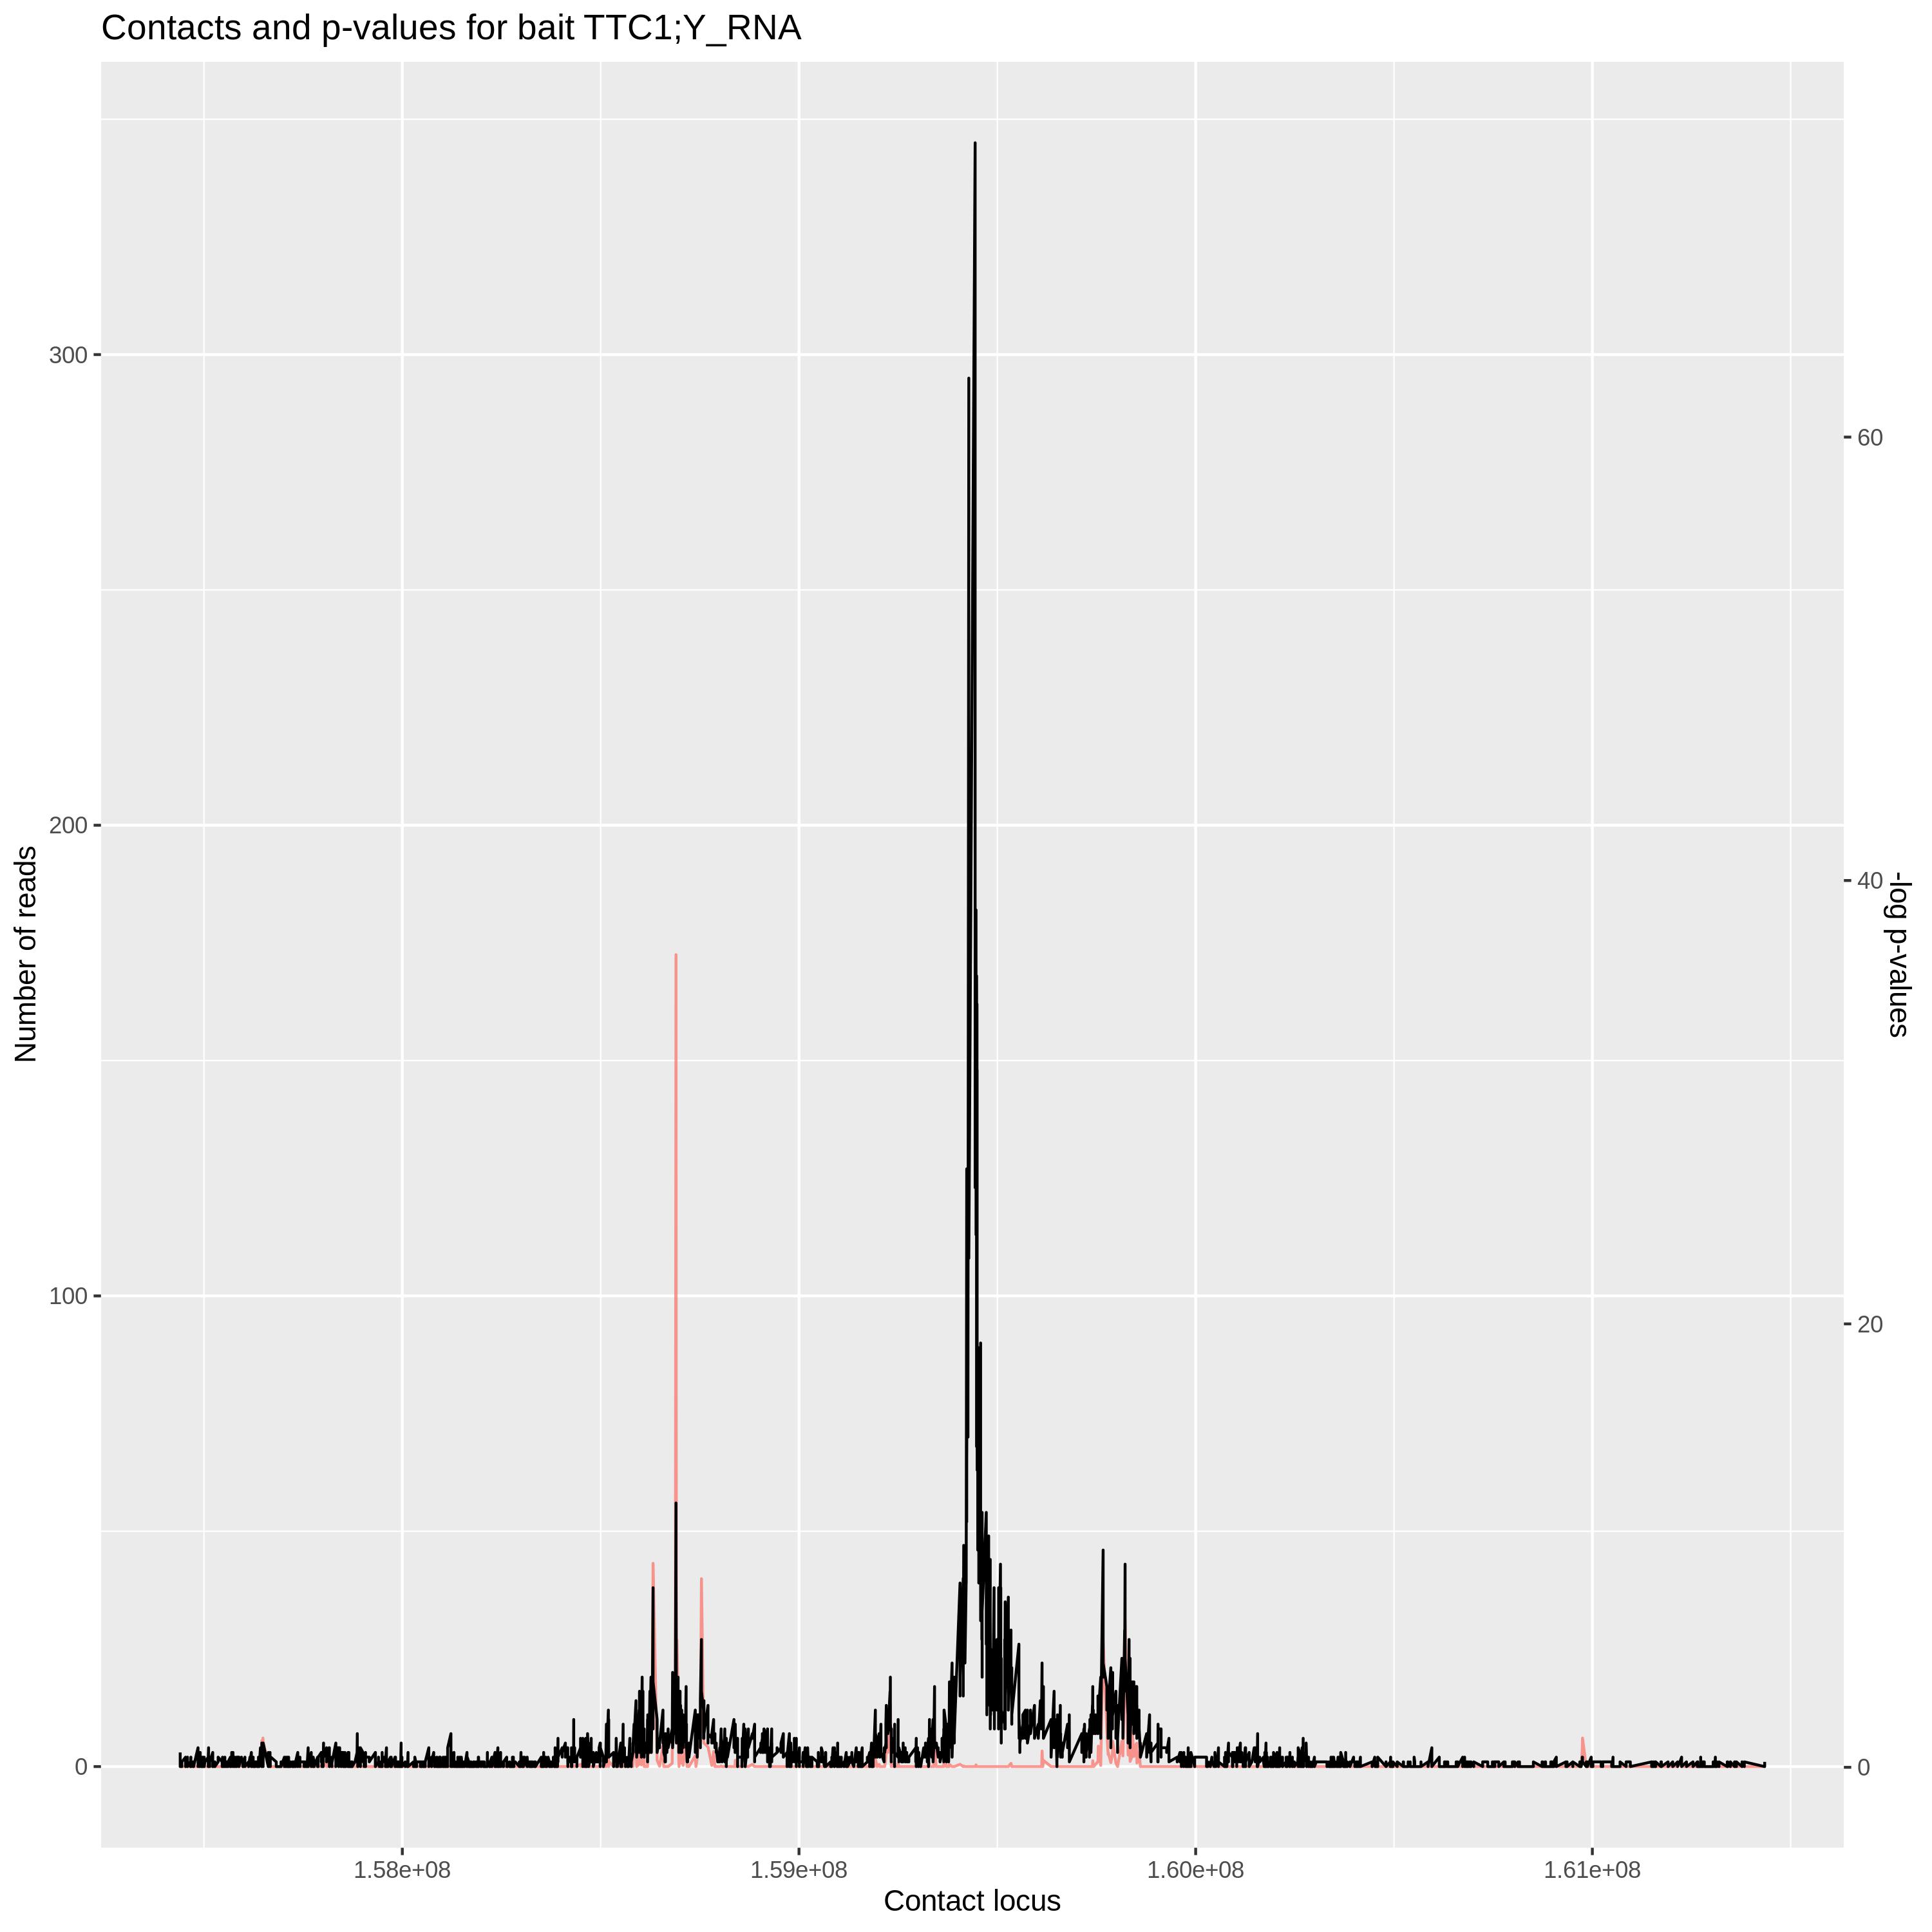 Contacts and p-values for bait TTC1;Y_RNA
300
200
100
0
Number of reads
60
40
20
0
-log p-values
1.58e+08
1.59e+08
1.60e+08
1.61e+08
Contact locus